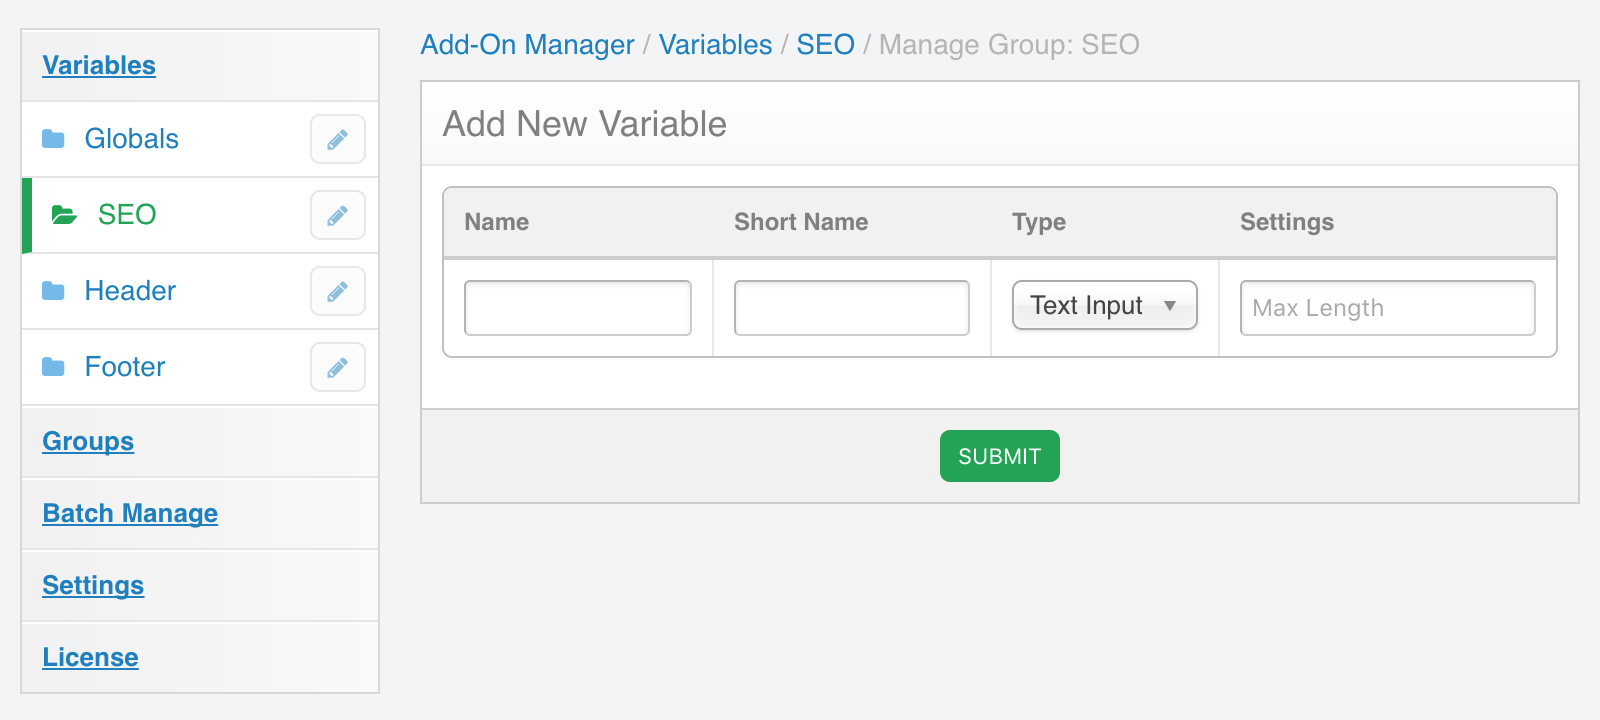 Variables
Globals
SEO
Header
Footer
Groups
Batch Manage
Settings
License
Add-On Manager / Variables / SEO / Manage Group: SEO
Add New Variable
Name Short Name Type Settings
Text Input Max Length
SUBMIT